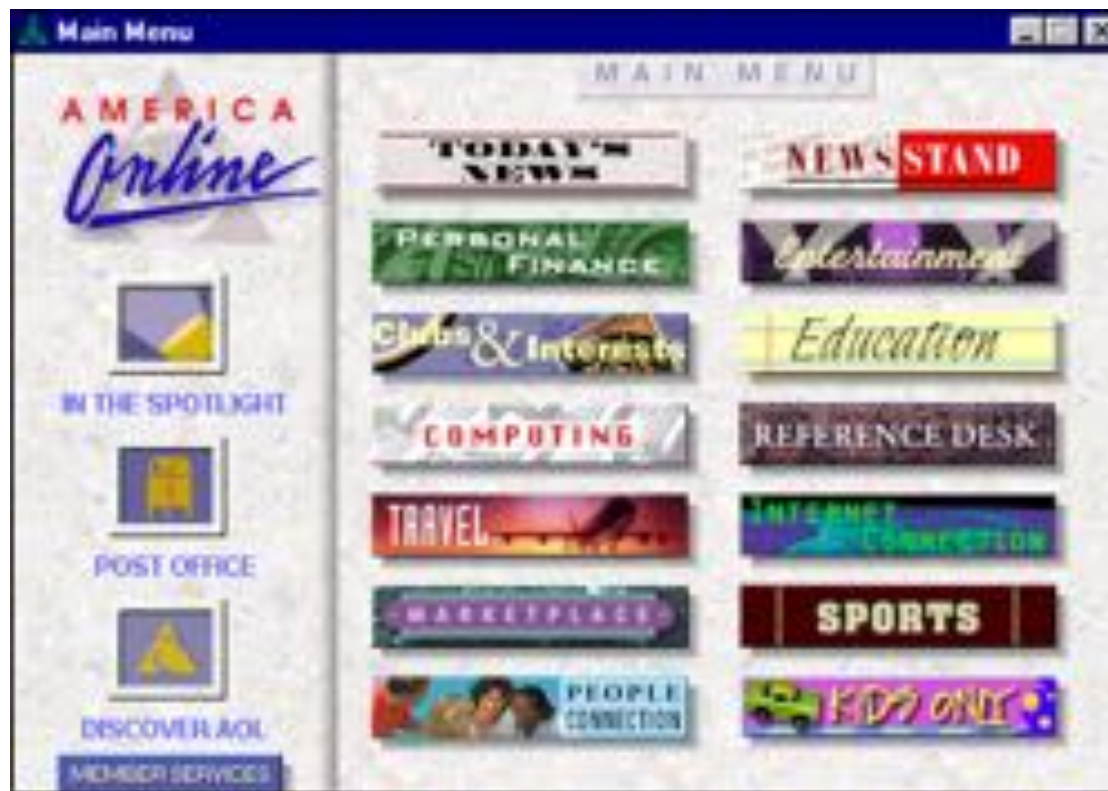 Main Menu
AMERICA
Online
IN THE SPOTLIGHT
POST OFFICE
DISCOVER AOL
MEMBER SERVICES
MAIN MENU
TODAY'S
NEWS
NEWSSTAND
PERSONAL
FINANCE
Entertainment
Clubs & Interests
Education
COMPUTING
REFERENCE DESK
TRAVEL
INTERNET
CONNECTION
MARKETPLACE
SPORTS
PEOPLE
CONNECTION
KIDS ONLY